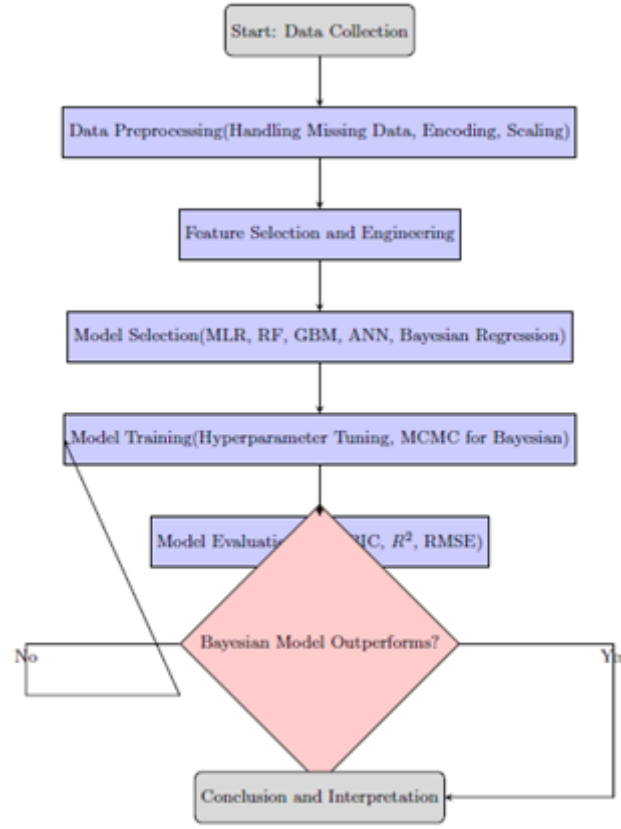 Start: Data Collection
Data Preprocessing(Handling Missing Data, Encoding, Scaling)
Feature Selection and Engineering
Model Selection(MLR, RF, GBM, ANN, Bayesian Regression)
Model Training(Hyperparameter Tuning, MCMC for Bayesian)
Model IC, R², RMSE)
Bayesian Model Outperforms?
No
Conclusion and Interpretation